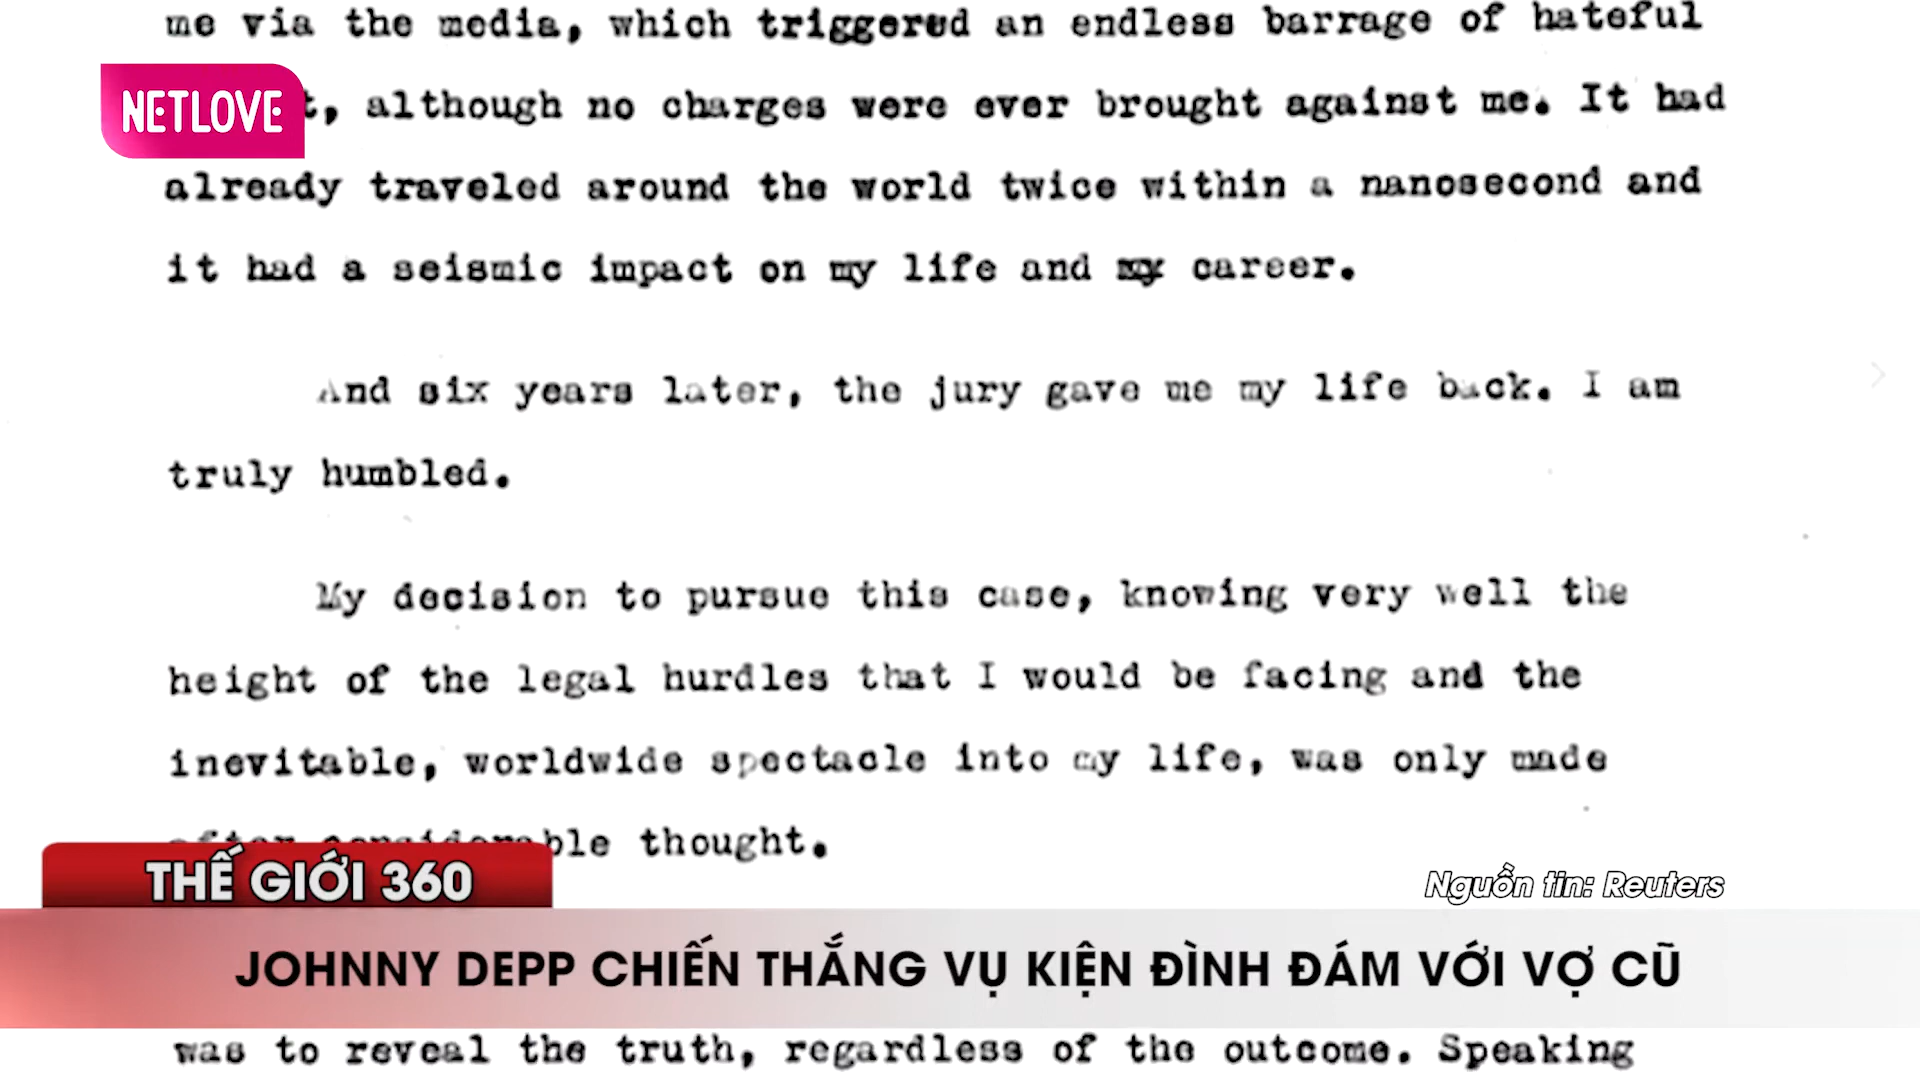 me via the media, which triggered an endless barrage of hateful
NETLOVE
t, although no charges were ever brought against me. It had
already traveled around the world twice within a nanosecond and
it had a seismic impact on my life and my career.
And six years later, the jury gave me my life back. I am
truly humbled.
My decision to pursue this case, knowing very well the
height of the legal hurdles that I would be facing and the
inevitable, worldwide spectacle into my life, was only made
after considerable thought.
THẾ GIỚI 360
Nguồn tin: Reuters
JOHNNY DEPP CHIẾN THẮNG VỤ KIỆN ĐÌNH ĐÁM VỚI VỢ CŨ
was to reveal the truth, regardless of the outcome. Speaking